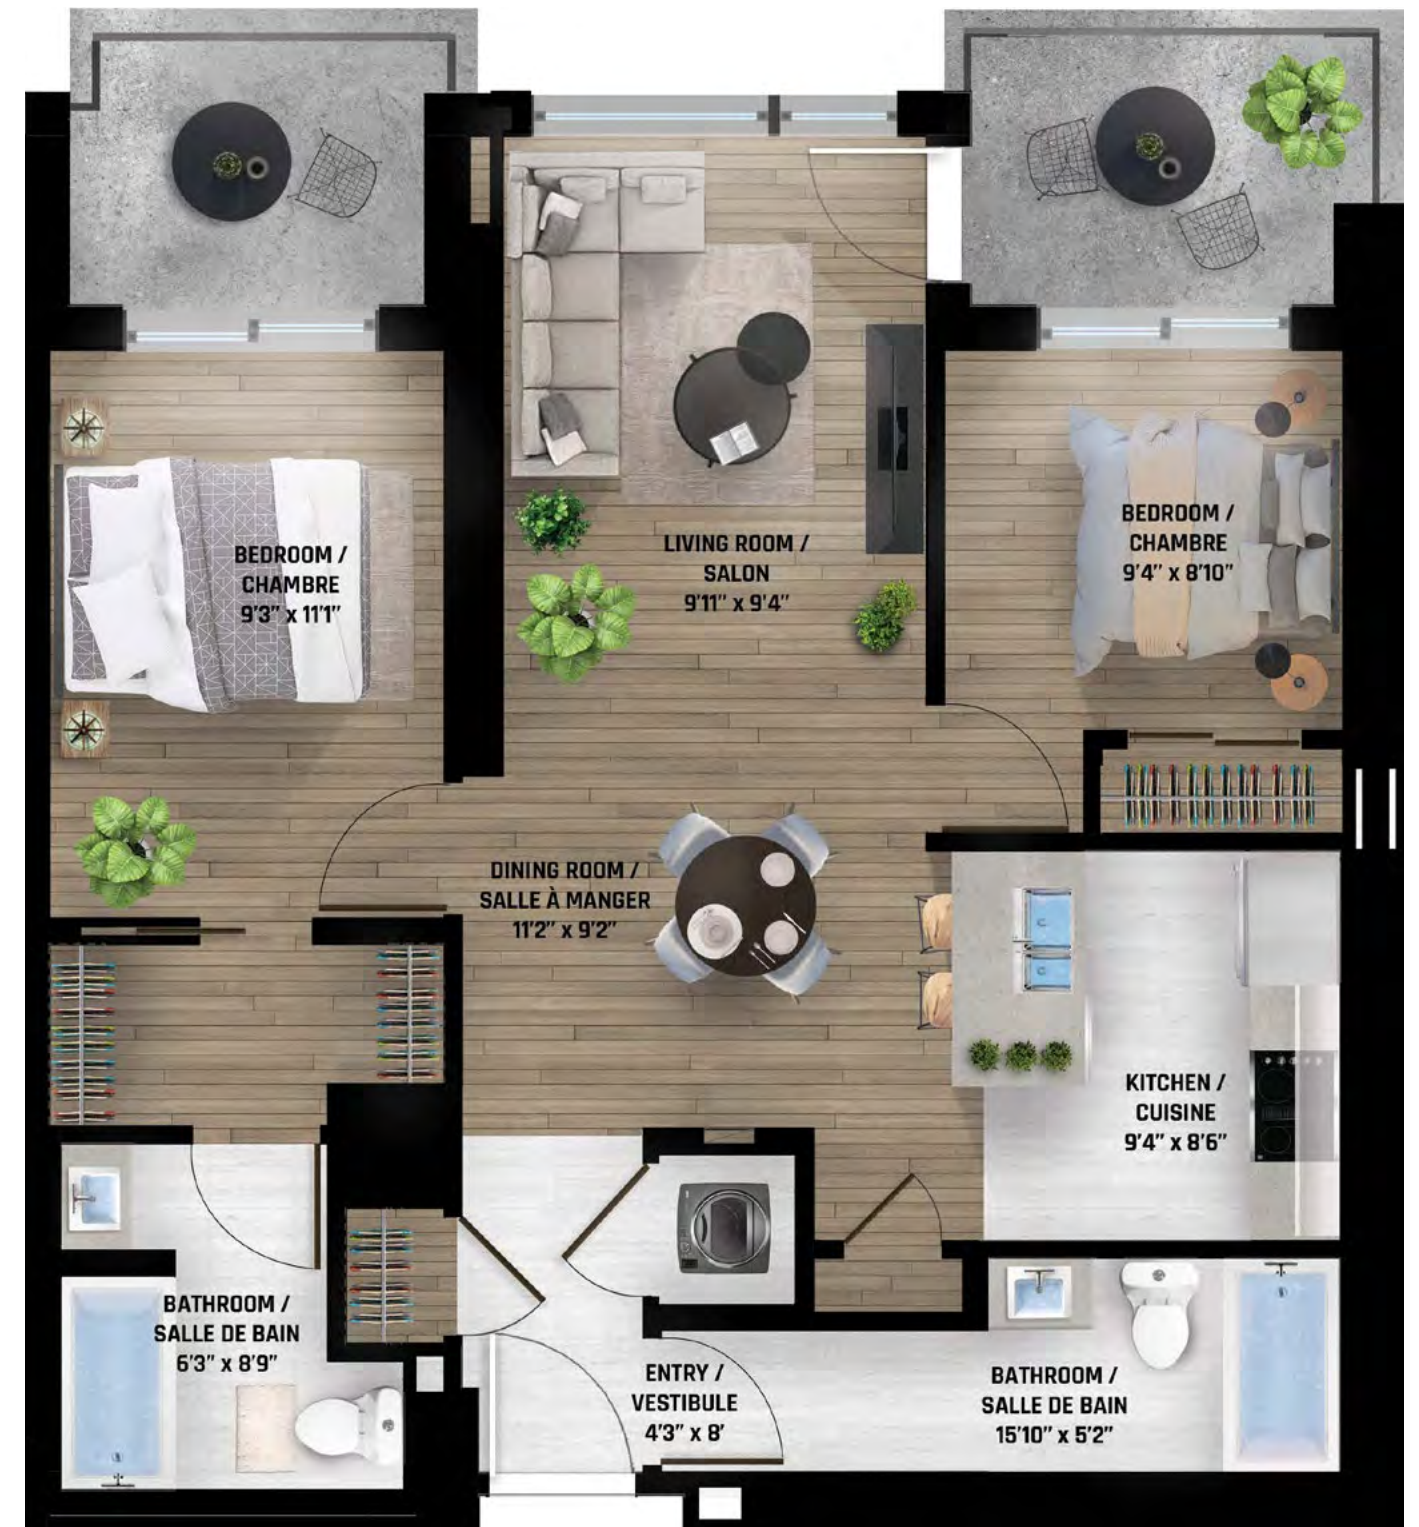 BEDROOM /
CHAMBRE
9'3" x 11'1"
LIVING ROOM /
SALON
9'11" x 9'4"
BEDROOM /
CHAMBRE
9'4" x 8'10"
DINING ROOM /
SALLE À MANGER
11'2" x 9'2"
KITCHEN /
CUISINE
9'4" x 8'6"
BATHROOM /
SALLE DE BAIN
6'3" x 8'9"
ENTRY /
VESTIBULE
4'3" x 8'
BATHROOM /
SALLE DE BAIN
15'10" x 5'2"